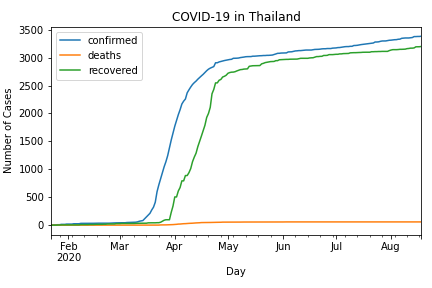 COVID-19 in Thailand
confirmed
deaths
recovered
Number of Cases
3500
3000
2500
2000
1500
1000
500
0
Feb Mar Apr May Jun Jul Aug
2020
Day